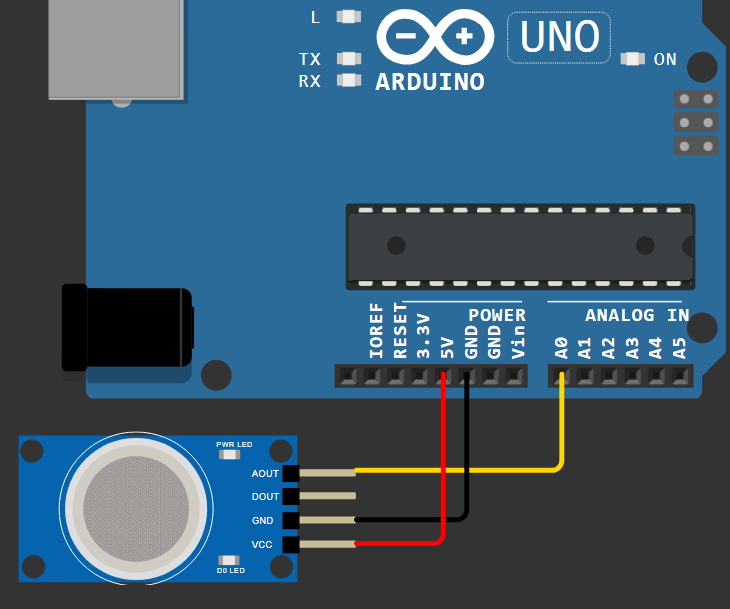 L
UNO
TX
ON
RX
ARDUINO
POWER
ANALOG IN
IOREF
RESET
3.3V
5V
GND
GND
Vin
A0
A1
A2
A3
A4
A5
PWR LED
AOUT
DOUT
GND
VCC
D0 LED